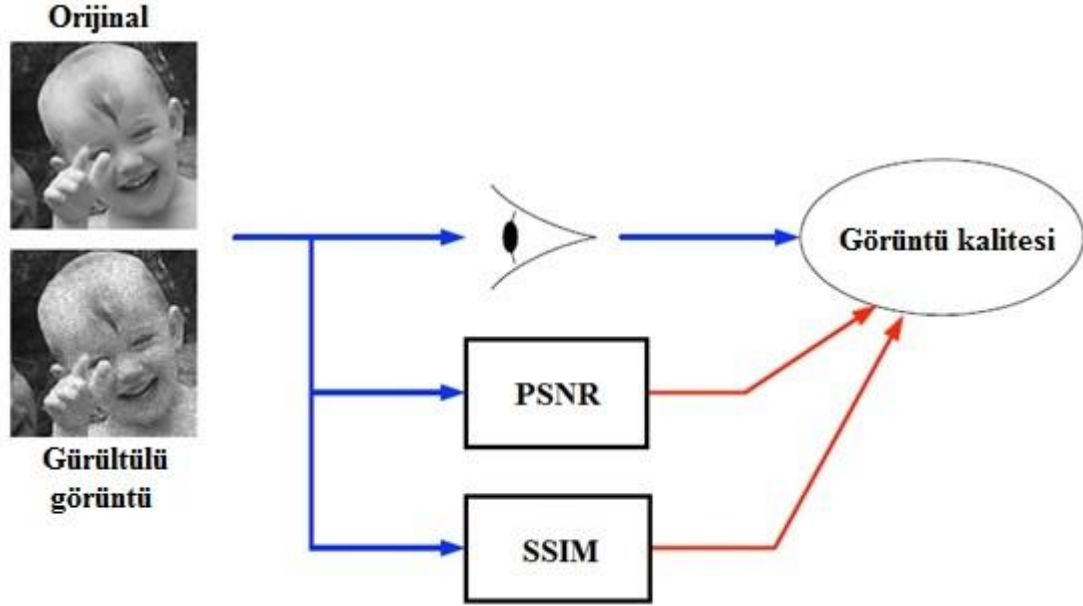 Orijinal
Görüntü kalitesi
PSNR
Gürültülü
görüntü
SSIM